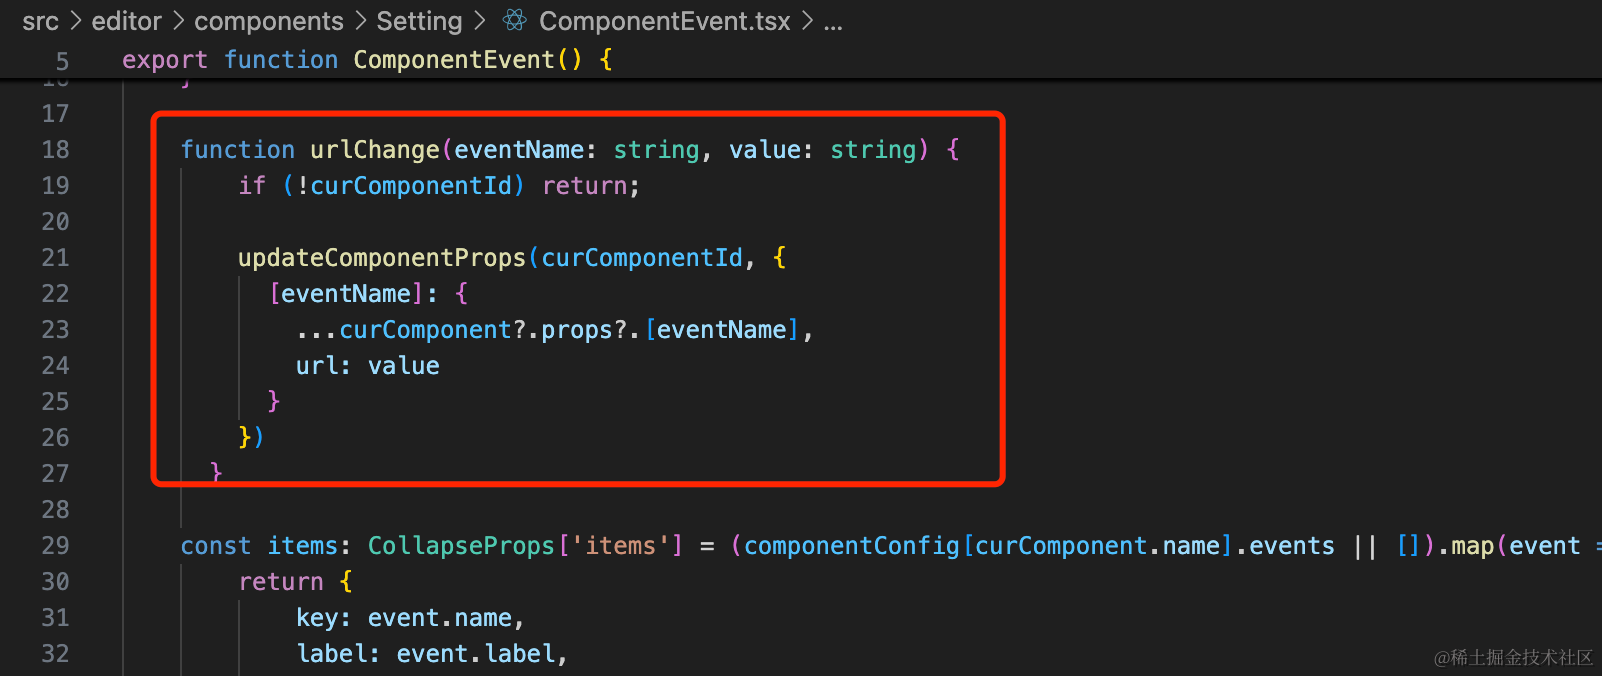 src > editor > components > Setting > ComponentEvent.tsx > ...
5 export function ComponentEvent() {
16 }
17
18 function urlChange(eventName: string, value: string) {
19 if (!curComponentId) return;
20
21 updateComponentProps(curComponentId, {
22 [eventName]: {
23 ...curComponent?.props?.[eventName],
24 url: value
25 }
26 })
27 }
28
29 const items: CollapseProps['items'] = (componentConfig[curComponent.name].events || []).map(event =
30 return {
31 key: event.name,
32 label: event.label,
@稀土掘金技术社区